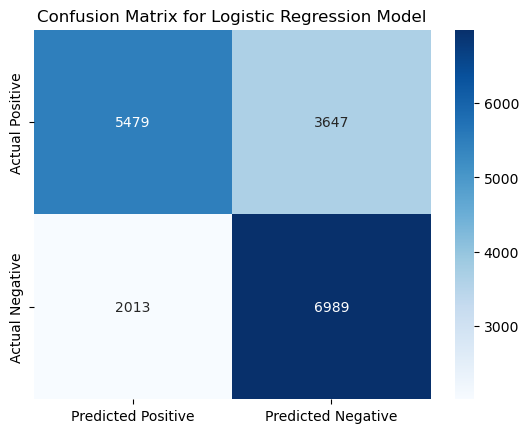 Confusion Matrix for Logistic Regression Model
Actual Positive
5479
3647
Actual Negative
2013
6989
Predicted Positive
Predicted Negative
6000
5000
4000
3000